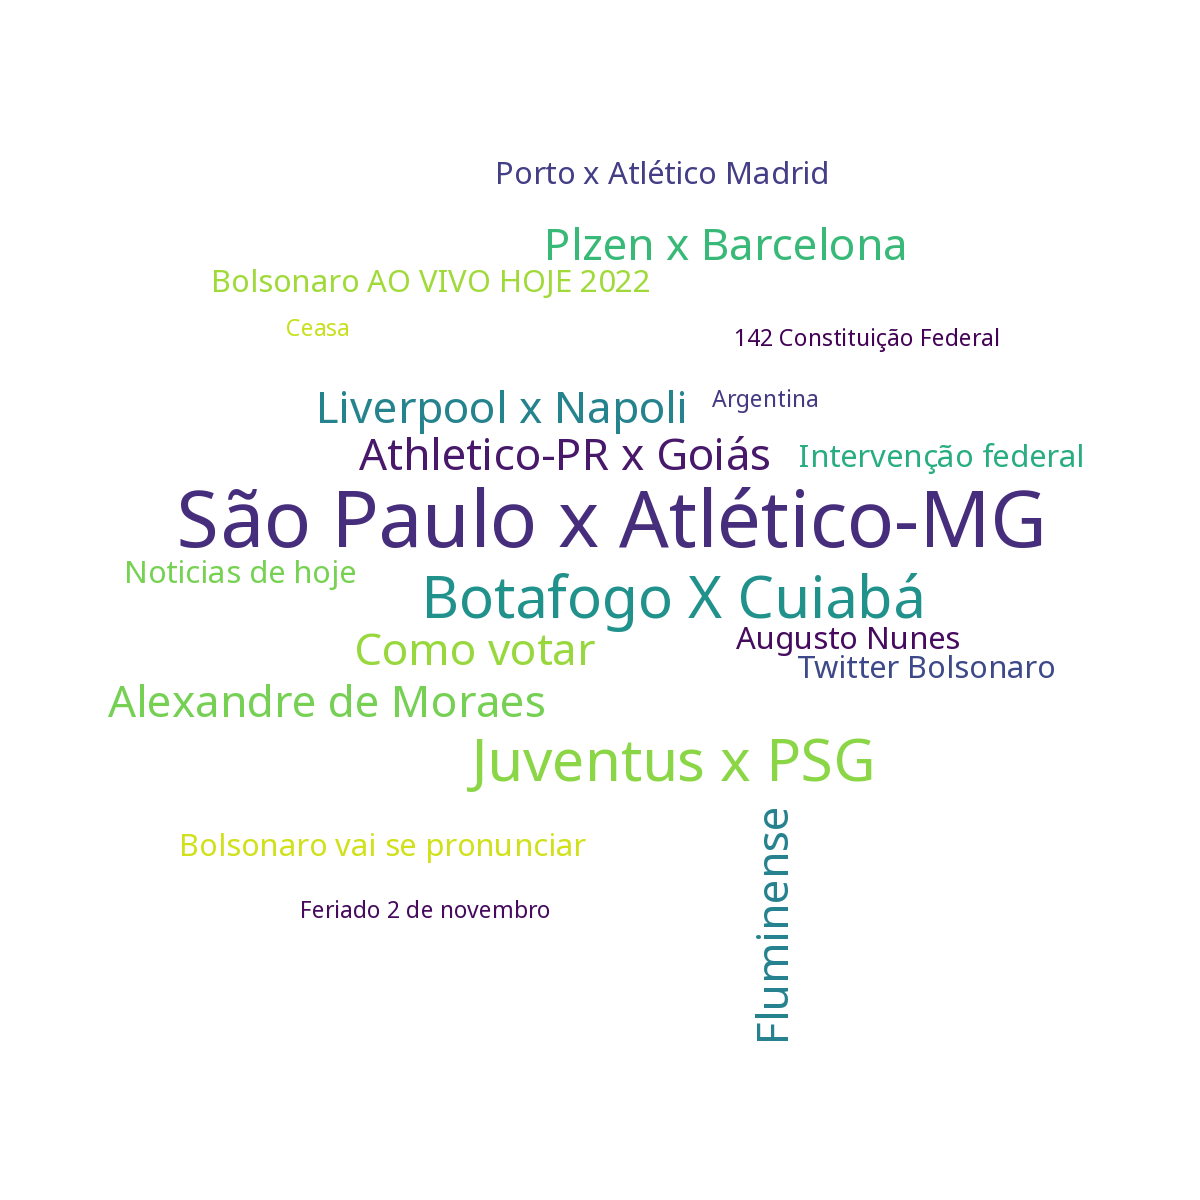 Porto x Atlético Madrid
Plzen x Barcelona
Bolsonaro AO VIVO HOJE 2022
Ceasa
142 Constituição Federal
Liverpool x Napoli
Argentina
Athletico-PR x Goiás
Intervenção federal
São Paulo x Atlético-MG
Noticias de hoje
Botafogo X Cuiabá
Como votar
Augusto Nunes
Twitter Bolsonaro
Alexandre de Moraes
Juventus x PSG
Bolsonaro vai se pronunciar
Fluminense
Feriado 2 de novembro